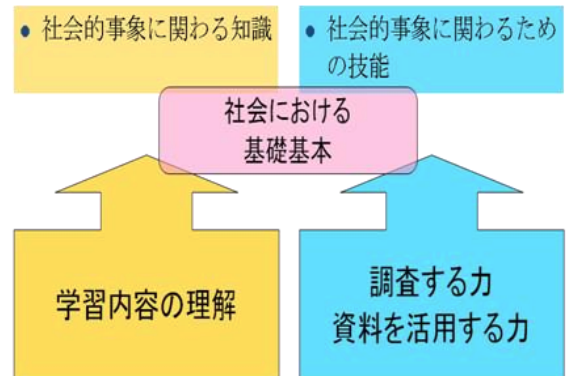 • 社会的事象に関わる知識
• 社会的事象に関わるため
の技能
社会における
基礎基本
学習内容の理解
調査する力
資料を活用する力